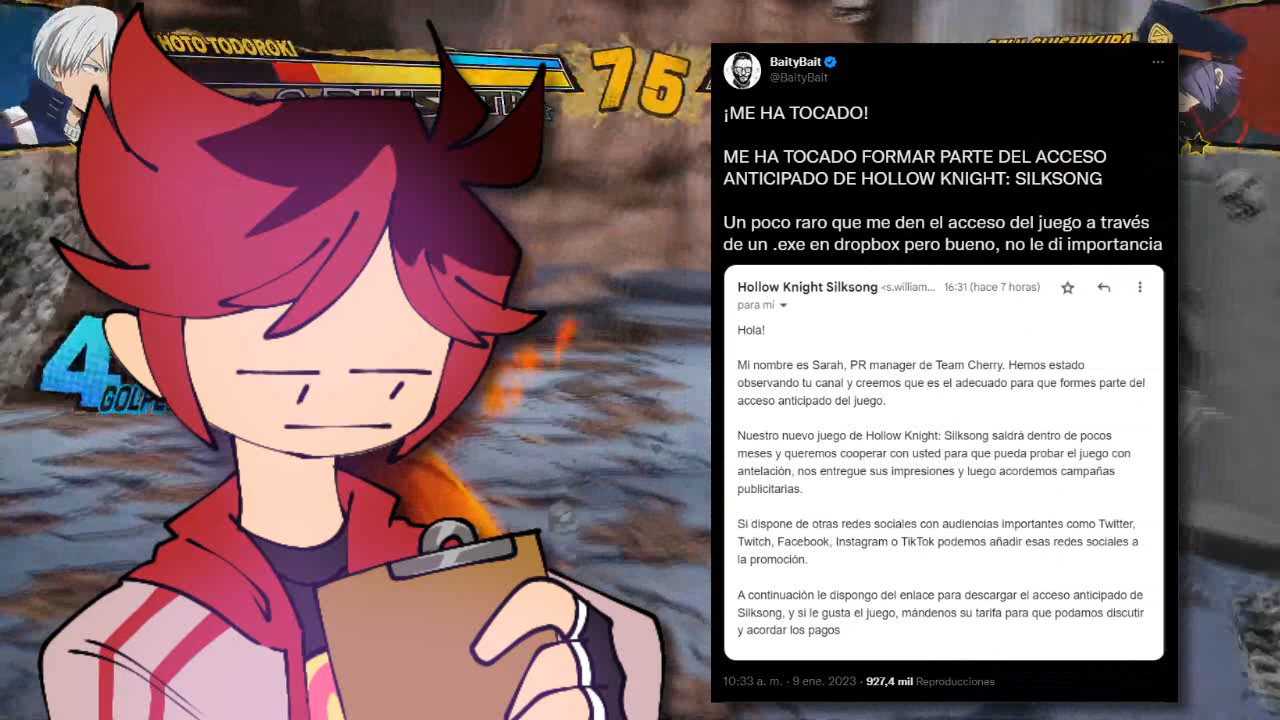 SHOTO TODOROKI
75
4
GOLPES
BaityBait
@BaityBait
¡ME HA TOCADO!
ME HA TOCADO FORMAR PARTE DEL ACCESO
ANTICIPADO DE HOLLOW KNIGHT: SILKSONG
Un poco raro que me den el acceso del juego a través
de un .exe en dropbox pero bueno, no le di importancia
Hollow Knight Silksong <s.william... 16:31 (hace 7 horas)
para mí
Hola!
Mi nombre es Sarah, PR manager de Team Cherry. Hemos estado
observando tu canal y creemos que es el adecuado para que formes parte del
acceso anticipado del juego.
Nuestro nuevo juego de Hollow Knight: Silksong saldrá dentro de pocos
meses y queremos cooperar con usted para que pueda probar el juego con
antelación, nos entregue sus impresiones y luego acordemos campañas
publicitarias.
Si dispone de otras redes sociales con audiencias importantes como Twitter,
Twitch, Facebook, Instagram o TikTok podemos añadir esas redes sociales a
la promoción.
A continuación le dispongo del enlace para descargar el acceso anticipado de
Silksong, y si le gusta el juego, mándenos su tarifa para que podamos discutir
y acordar los pagos
10:33 a. m. · 9 ene. 2023 · 927,4 mil Reproducciones